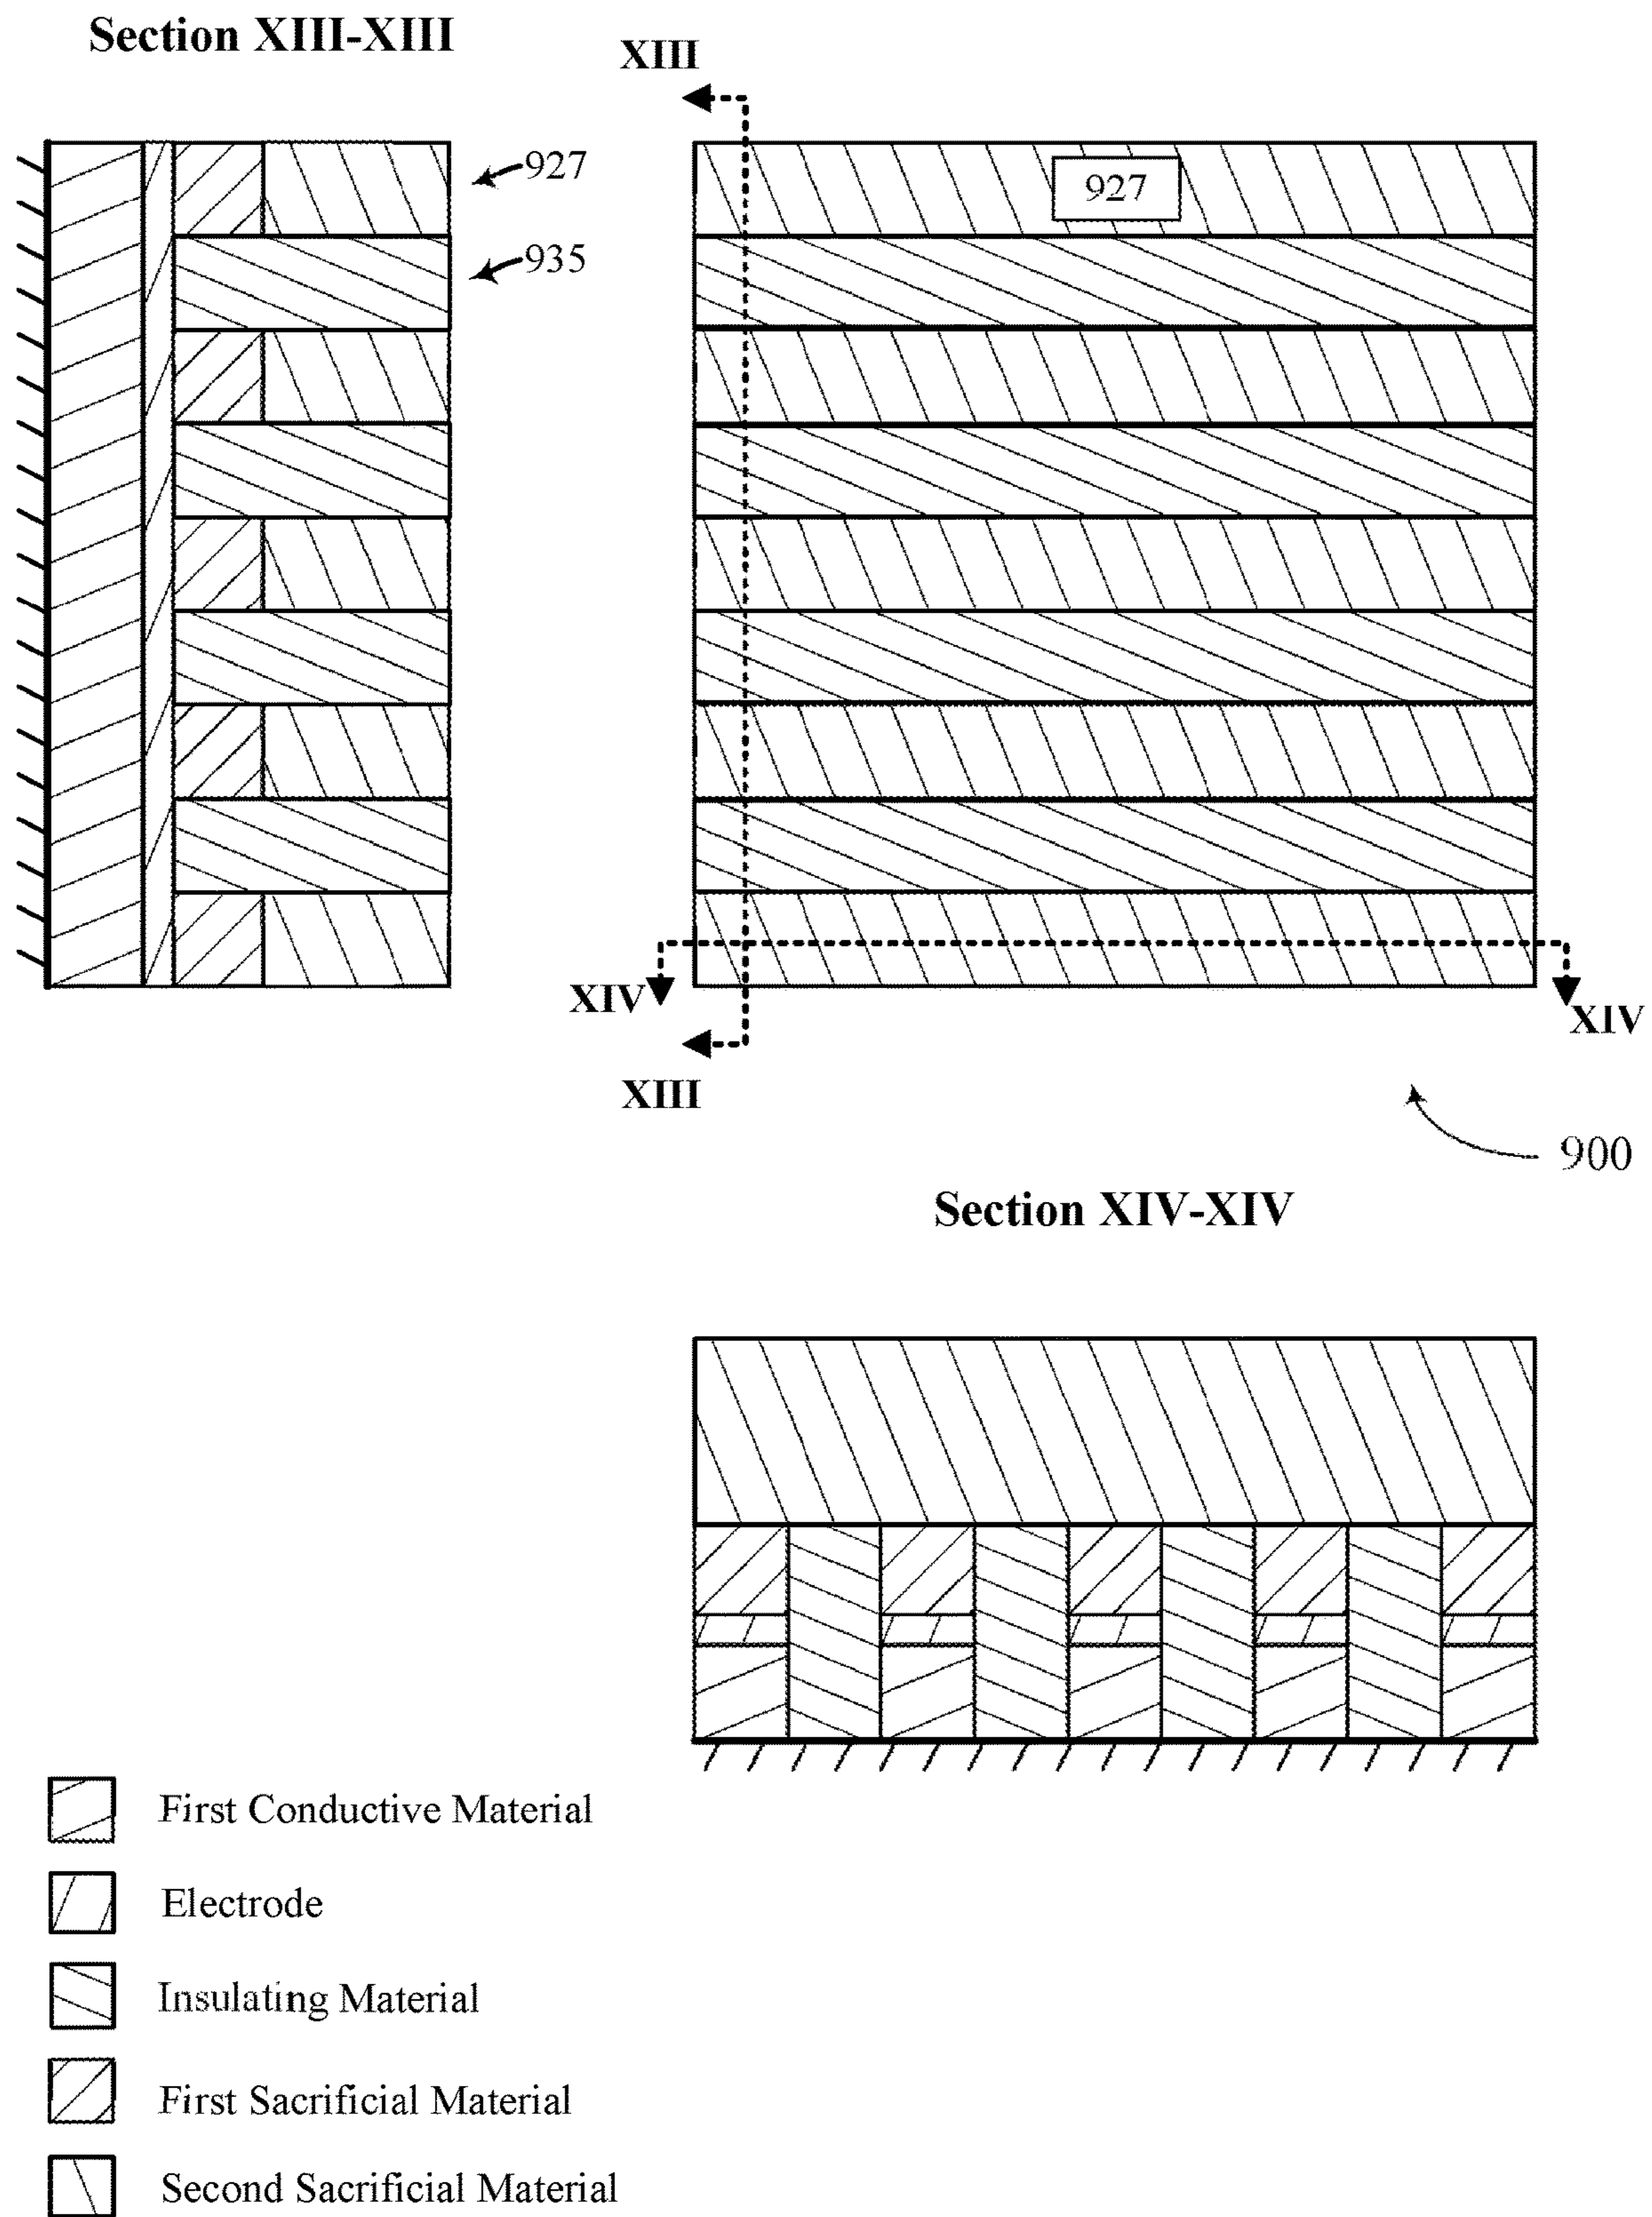 Section XIII-XIII
XIII
927
927
935
XIV
XIV
XIII
900
Section XIV-XIV
First Conductive Material
Electrode
Insulating Material
First Sacrificial Material
Second Sacrificial Material